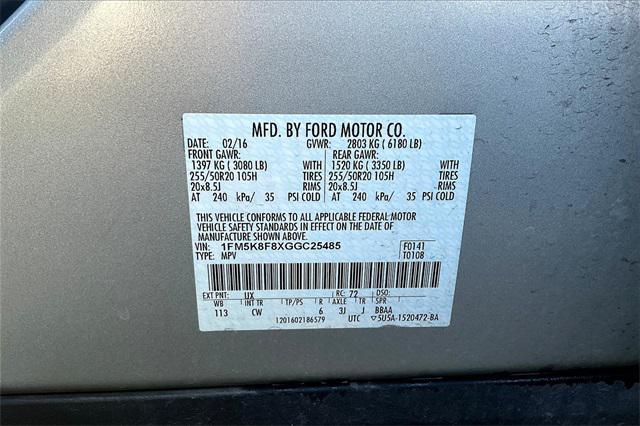 MFD. BY FORD MOTOR CO.
DATE: 02/16 GVWR: 2803 KG ( 6180 LB)
FRONT GAWR: REAR GAWR:
1397 KG ( 3080 LB) WITH 1520 KG ( 3350 LB) WITH
255/50R20 105H TIRES 255/50R20 105H TIRES
20x8.5J RIMS 20x8.5J RIMS
AT 240 kPa/ 35 PSI COLD AT 240 kPa/ 35 PSI COLD
THIS VEHICLE CONFORMS TO ALL APPLICABLE FEDERAL MOTOR
VEHICLE SAFETY STANDARDS IN EFFECT ON THE DATE OF
MANUFACTURE SHOWN ABOVE.
VIN: 1FM5K8F8XGGC25485 F0141
TYPE: MPV T0108
EXT PNT: UX RC: 72 DSO:
WB INT TR TP/PS R AXLE TR SPR
113 CW 6 3J J BBAA
1201602186579 UTC ▽5USA-1520472-BA